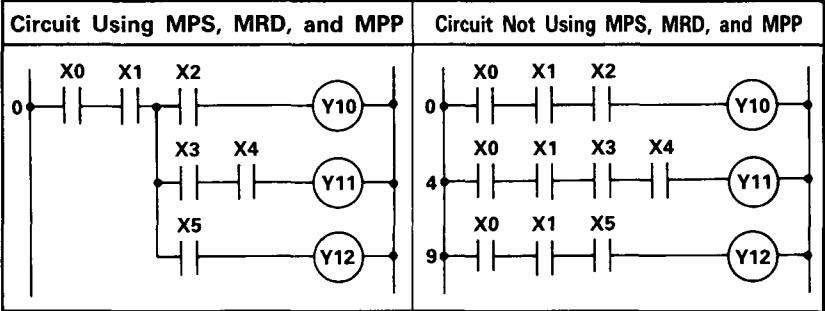 Circuit Using MPS, MRD, and MPP
Circuit Not Using MPS, MRD, and MPP
X0 X1 X2
0 Y10
X3 X4
Y11
X5
Y12
X0 X1 X2
0 Y10
X0 X1 X3 X4
4 Y11
X0 X1 X5
9 Y12